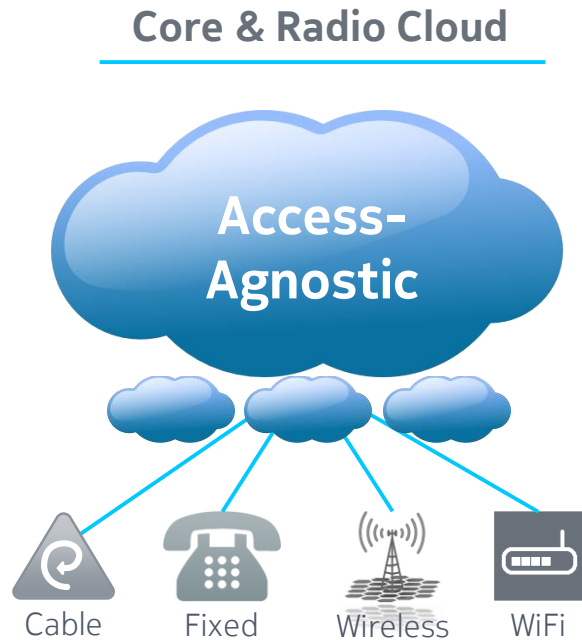 Core & Radio Cloud
Access-
Agnostic
Cable
Fixed
Wireless
WiFi